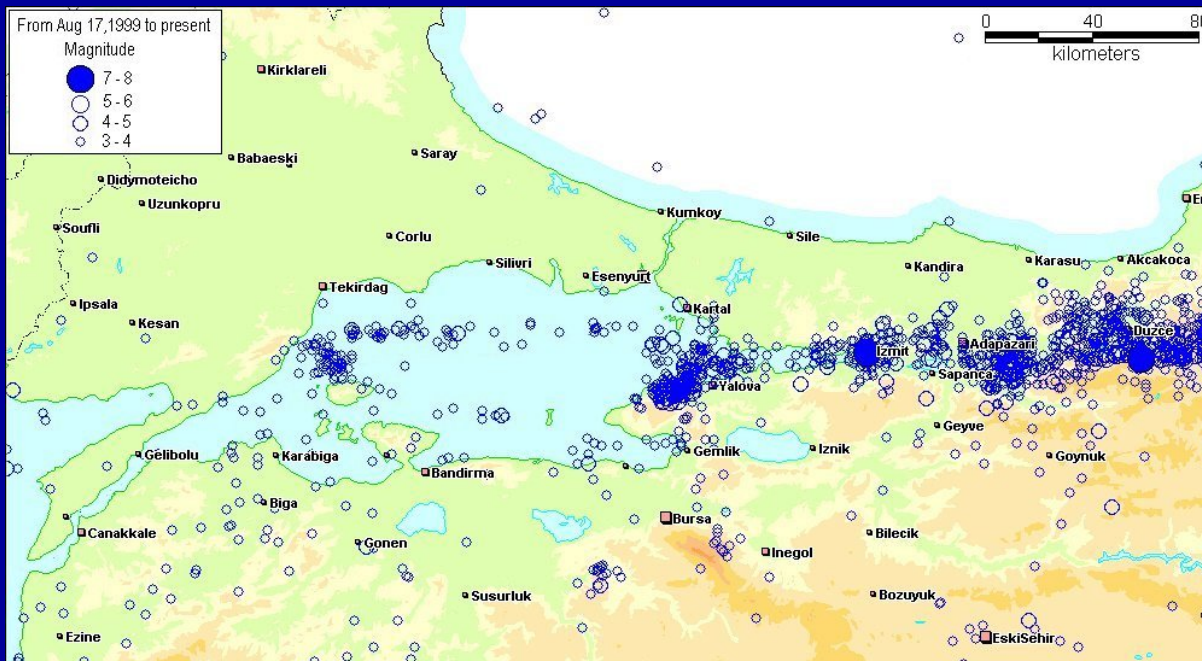 From Aug 17,1999 to present
Magnitude
7 - 8
5 - 6
4 - 5
3 - 4
0 40 80
kilometers
Kirklareli
Babaeski
Saray
Didymoteicho
Uzunkopru
Kumkoy
Soufli
Corlu
Sile
Silivri
Esenyurt
Kandira
Karasu
Akcakoca
Tekirdag
Ipsala
Kartal
Kesan
Duzce
Izmit
Adapazari
Sapanca
Yalova
Geyve
Gelibolu
Karabiga
Gemlik
Iznik
Goynuk
Bandirma
Biga
Bursa
Canakkale
Gonen
Inegol
Bilecik
Susurluk
Bozuyuk
Ezine
EskiSehir